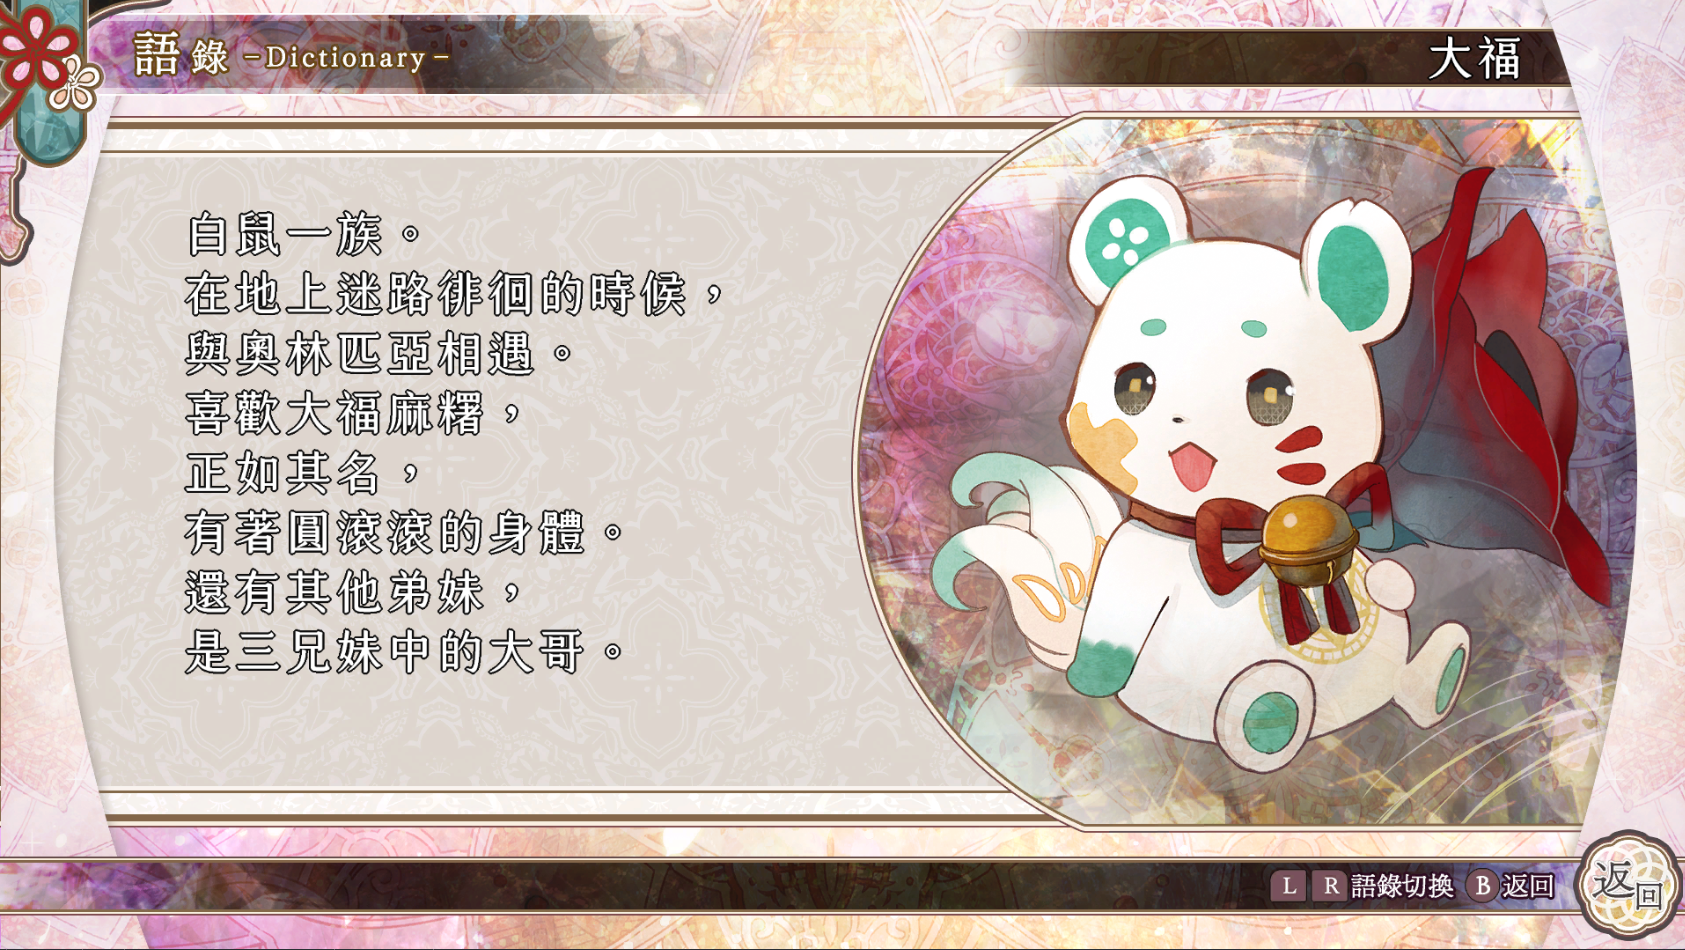 語錄 -Dictionary-
大福
白鼠一族。
在地上迷路徘徊的時候，
與奧林匹亞相遇。
喜歡大福麻糬，
正如其名，
有著圓滾滾的身體。
還有其他弟妹，
是三兄妹中的大哥。
L R 語錄切換 B 返回
返回